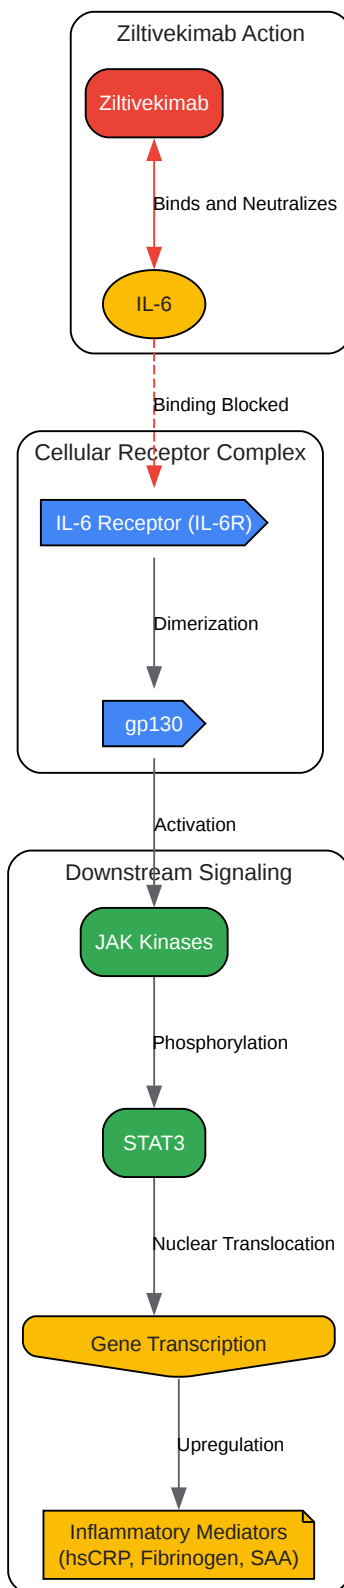 Ziltivekimab Action
Ziltivekimab
Binds and Neutralizes
IL-6
Binding Blocked
Cellular Receptor Complex
IL-6 Receptor (IL-6R)
Dimerization
gp130
Activation
Downstream Signaling
JAK Kinases
Phosphorylation
STAT3
Nuclear Translocation
Gene Transcription
Upregulation
Inflammatory Mediators
(hsCRP, Fibrinogen, SAA)